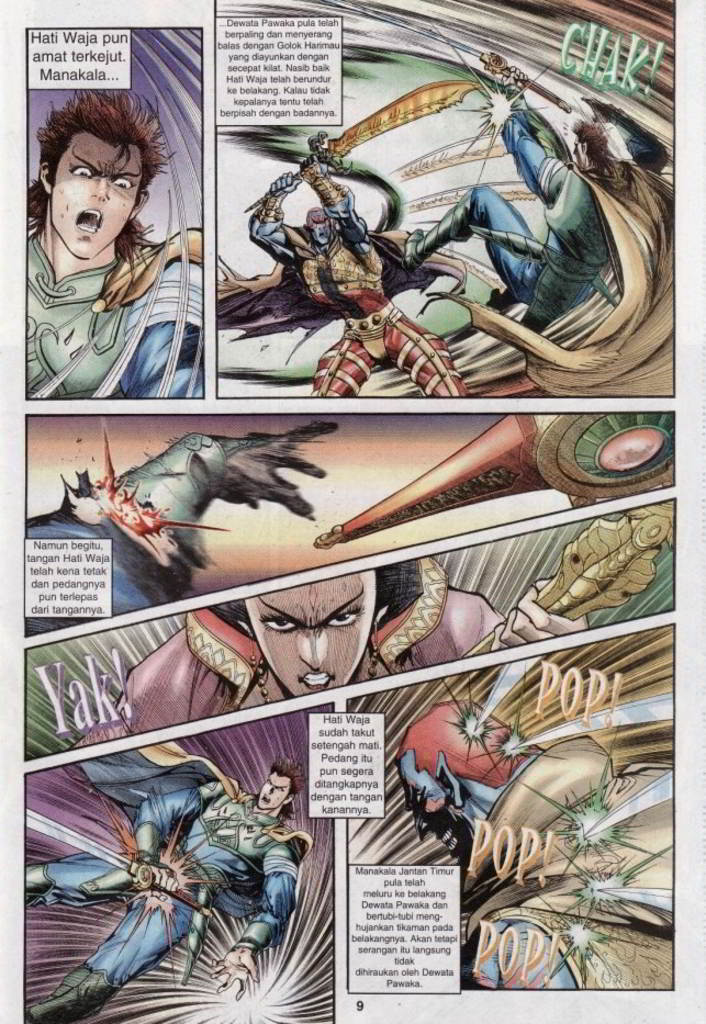 Hati Waja pun
amat terkejut.
Manakala...
...Dewata Pawaka pula telah
berpaling dan menyerang
balas dengan Golok Harimau
yang diayunkan dengan
secepat kilat. Nasib baik
Hati Waja telah berundur
ke belakang. Kalau tidak
kepalanya tentu telah
berpisah dengan badannya.
CHAK!
Namun begitu,
tangan Hati Waja
telah kena tetak
dan pedangnya
pun terlepas
dari tangannya.
Yak!
Hati Waja
sudah takut
setengah mati.
Pedang itu
pun segera
ditangkapnya
dengan tangan
kanannya.
POP!
POP!
POP!
Manakala Jantan Timur
pula telah
meluru ke belakang
Dewata Pawaka dan
bertubi-tubi meng-
hujankan tikaman pada
belakangnya. Akan tetapi
serangan itu langsung
tidak
dihiraukan oleh Dewata
Pawaka.
9